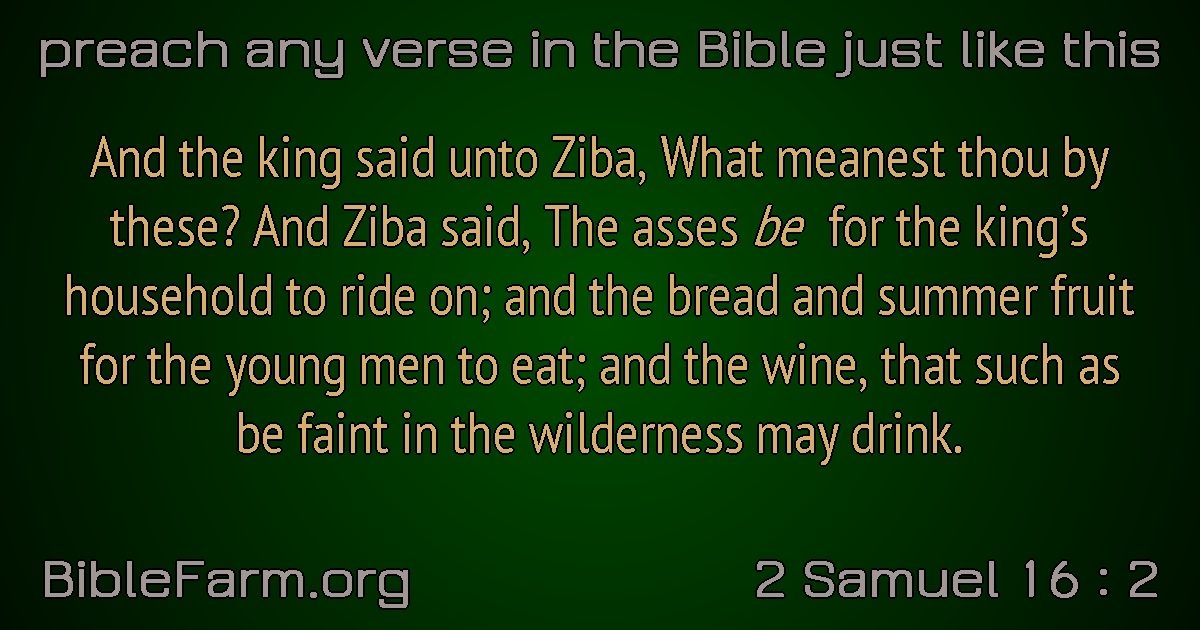 preach any verse in the Bible just like this
And the king said unto Ziba, What meanest thou by
these? And Ziba said, The asses be for the king’s
household to ride on; and the bread and summer fruit
for the young men to eat; and the wine, that such as
be faint in the wilderness may drink.
BibleFarm.org
2 Samuel 16 : 2